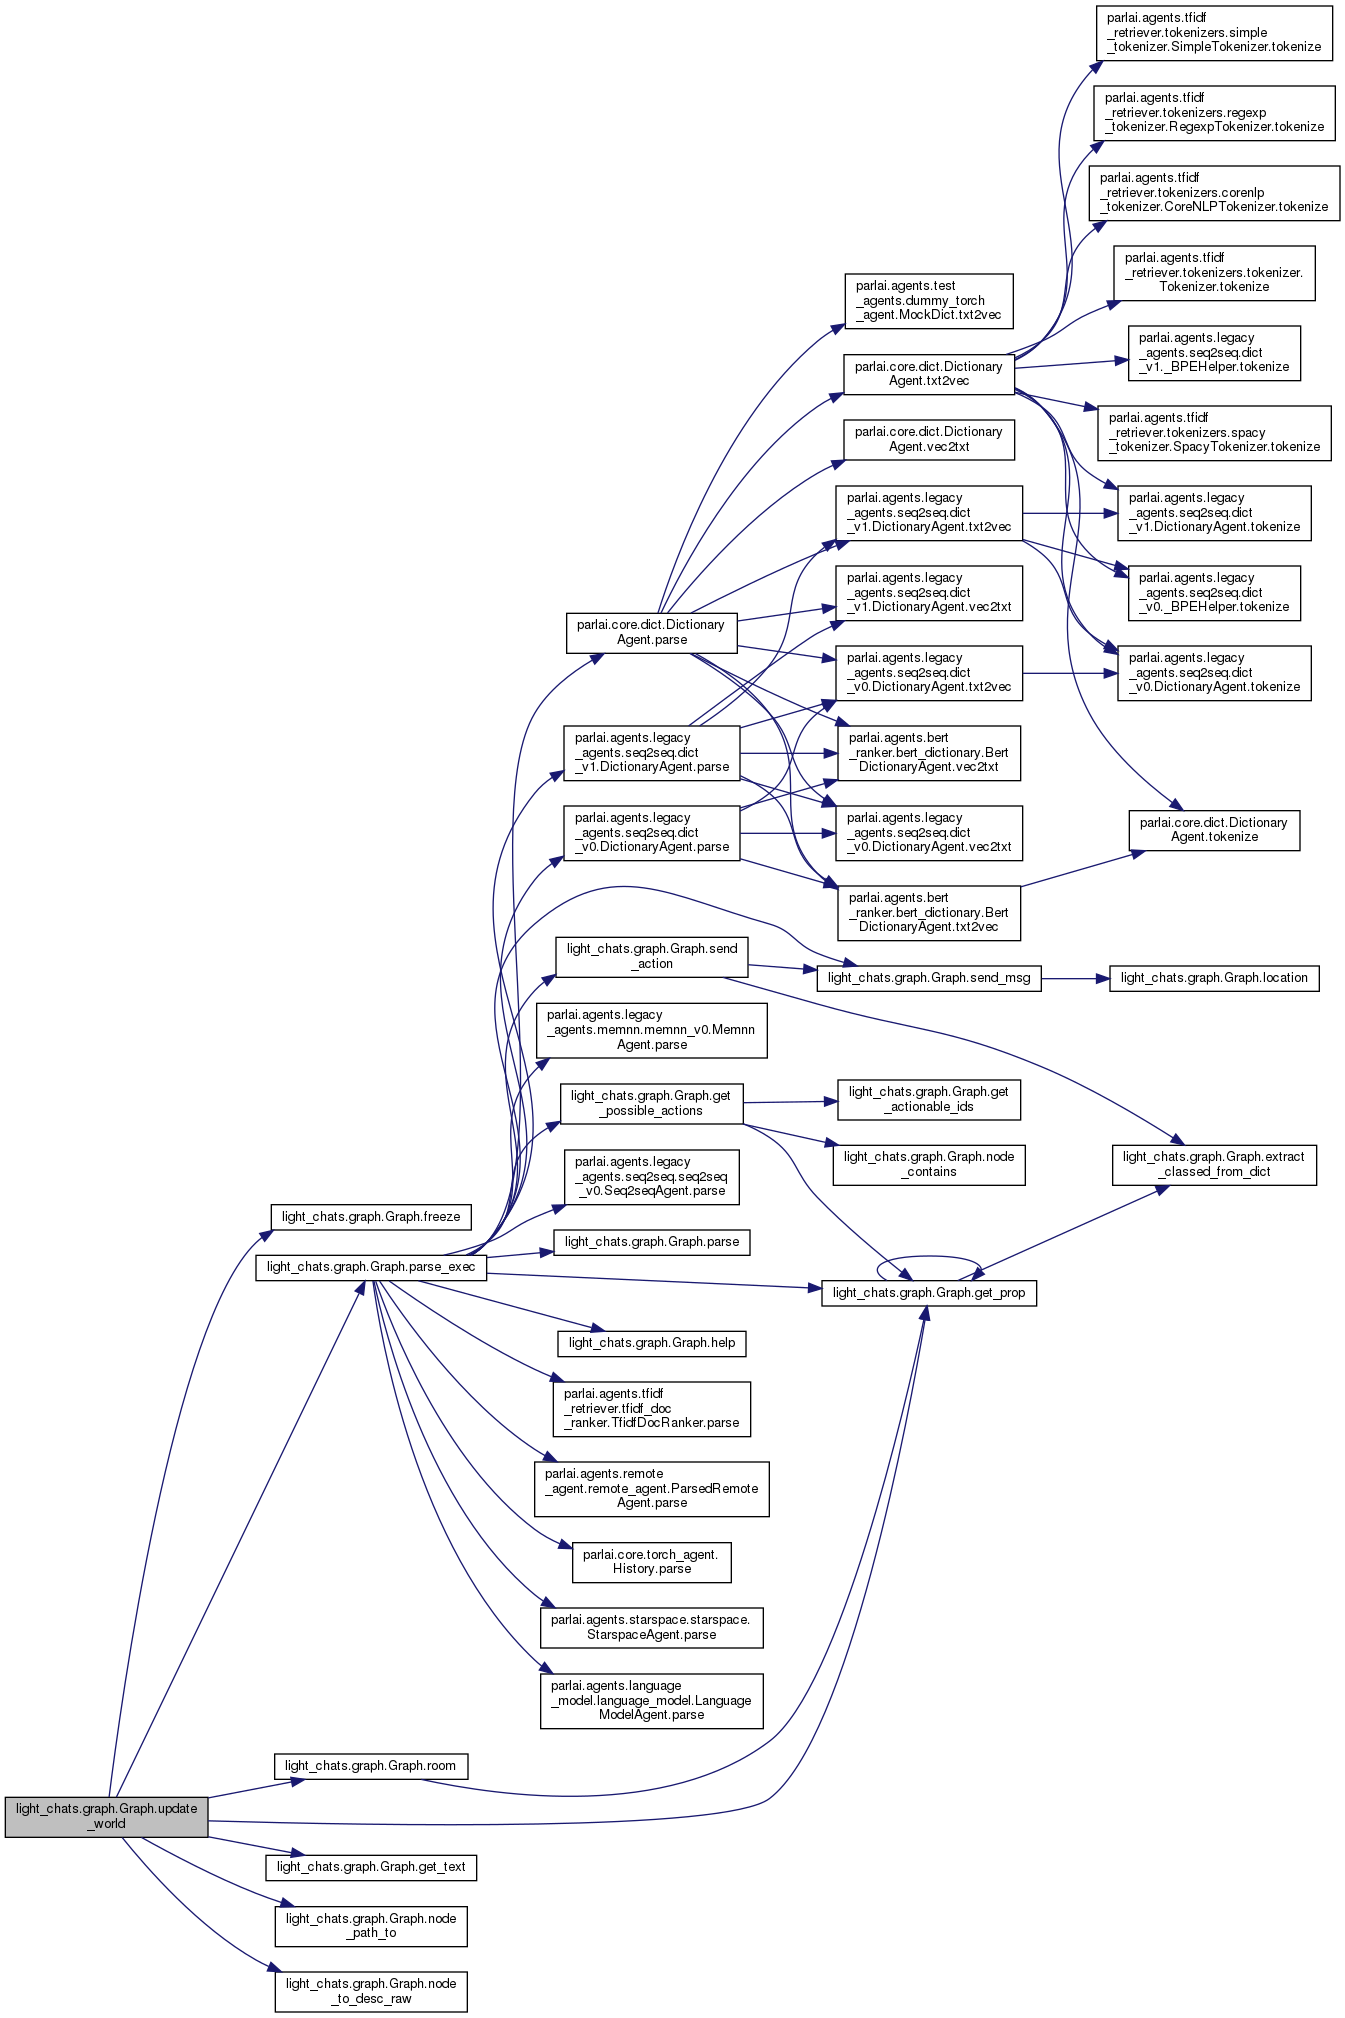 parlai.agents.tfidf
_retriever.tokenizers.simple
_tokenizer.SimpleTokenizer.tokenize
parlai.agents.tfidf
_retriever.tokenizers.regexp
_tokenizer.RegexpTokenizer.tokenize
parlai.agents.tfidf
_retriever.tokenizers.corenlp
_tokenizer.CoreNLPTokenizer.tokenize
parlai.agents.tfidf
_retriever.tokenizers.tokenizer.
Tokenizer.tokenize
parlai.agents.test
_agents.dummy_torch
_agent.MockDict.txt2vec
parlai.agents.legacy
_agents.seq2seq.dict
_v1._BPEHelper.tokenize
parlai.core.dict.Dictionary
Agent.txt2vec
parlai.agents.tfidf
_retriever.tokenizers.spacy
_tokenizer.SpacyTokenizer.tokenize
parlai.core.dict.Dictionary
Agent.vec2txt
parlai.agents.legacy
_agents.seq2seq.dict
_v1.DictionaryAgent.txt2vec
parlai.agents.legacy
_agents.seq2seq.dict
_v1.DictionaryAgent.tokenize
parlai.agents.legacy
_agents.seq2seq.dict
_v1.DictionaryAgent.vec2txt
parlai.agents.legacy
_agents.seq2seq.dict
_v0._BPEHelper.tokenize
parlai.core.dict.Dictionary
Agent.parse
parlai.agents.legacy
_agents.seq2seq.dict
_v0.DictionaryAgent.txt2vec
parlai.agents.legacy
_agents.seq2seq.dict
_v0.DictionaryAgent.tokenize
parlai.agents.legacy
_agents.seq2seq.dict
_v1.DictionaryAgent.parse
parlai.agents.bert
_ranker.bert_dictionary.Bert
DictionaryAgent.vec2txt
parlai.agents.legacy
_agents.seq2seq.dict
_v0.DictionaryAgent.parse
parlai.agents.legacy
_agents.seq2seq.dict
_v0.DictionaryAgent.vec2txt
parlai.core.dict.Dictionary
Agent.tokenize
parlai.agents.bert
_ranker.bert_dictionary.Bert
DictionaryAgent.txt2vec
light_chats.graph.Graph.send
_action
light_chats.graph.Graph.send_msg
light_chats.graph.Graph.location
parlai.agents.legacy
_agents.memnn.memnn_v0.Memnn
Agent.parse
light_chats.graph.Graph.get
_possible_actions
light_chats.graph.Graph.get
_actionable_ids
light_chats.graph.Graph.node
_contains
light_chats.graph.Graph.extract
_classed_from_dict
parlai.agents.legacy
_agents.seq2seq.seq2seq
_v0.Seq2seqAgent.parse
light_chats.graph.Graph.freeze
light_chats.graph.Graph.parse
light_chats.graph.Graph.parse_exec
light_chats.graph.Graph.get_prop
light_chats.graph.Graph.help
parlai.agents.tfidf
_retriever.tfidf_doc
_ranker.TfidfDocRanker.parse
parlai.agents.remote
_agent.remote_agent.ParsedRemote
Agent.parse
parlai.core.torch_agent.
History.parse
parlai.agents.starspace.starspace.
StarspaceAgent.parse
parlai.agents.language
_model.language_model.Language
ModelAgent.parse
light_chats.graph.Graph.room
light_chats.graph.Graph.update
_world
light_chats.graph.Graph.get_text
light_chats.graph.Graph.node
_path_to
light_chats.graph.Graph.node
_to_desc_raw